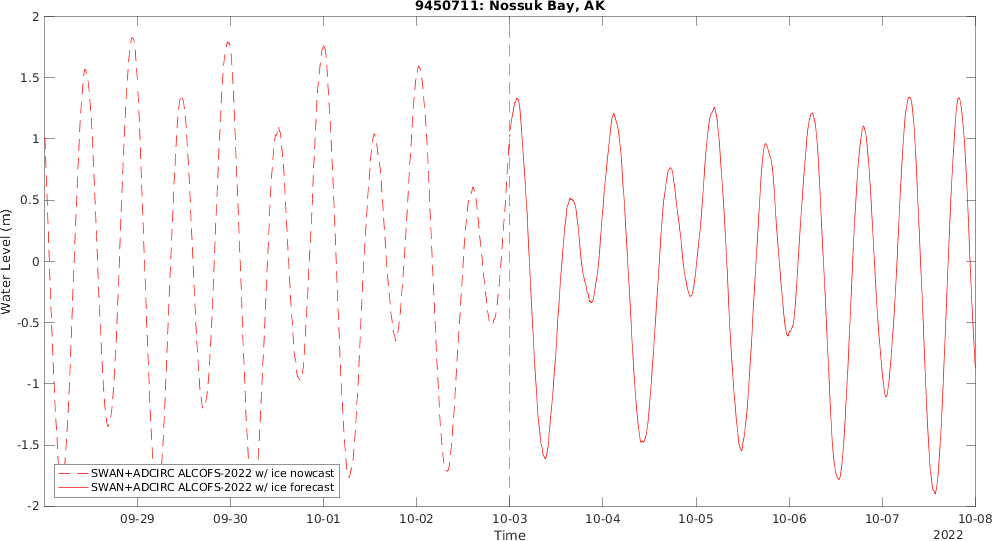 9450711: Nossuk Bay, AK
Water Level (m)
2
1.5
1
0.5
0
-0.5
-1
-1.5
-2
SWAN+ADCIRC ALCOFS-2022 w/ ice nowcast
SWAN+ADCIRC ALCOFS-2022 w/ ice forecast
09-29 09-30 10-01 10-02 10-03 10-04 10-05 10-06 10-07 10-08
Time
2022